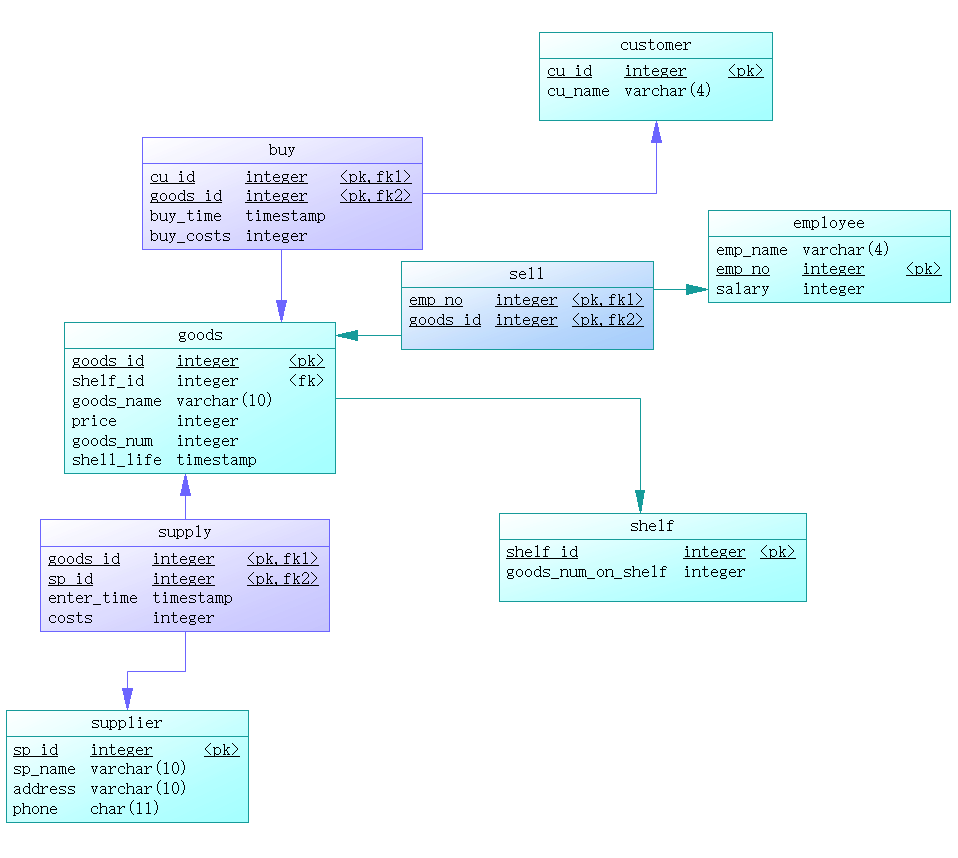 customer
cu_id integer <pk>
cu_name varchar(4)
buy
cu_id integer <pk,fk1>
goods_id integer <pk,fk2>
buy_time timestamp
buy_costs integer
employee
emp_name varchar(4)
emp_no integer <pk>
salary integer
sell
emp_no integer <pk,fk1>
goods_id integer <pk,fk2>
goods
goods_id integer <pk>
shelf_id integer <fk>
goods_name varchar(10)
price integer
goods_num integer
shell_life timestamp
shelf
shelf_id integer <pk>
goods_num_on_shelf integer
supply
goods_id integer <pk,fk1>
sp_id integer <pk,fk2>
enter_time timestamp
costs integer
supplier
sp_id integer <pk>
sp_name varchar(10)
address varchar(10)
phone char(11)